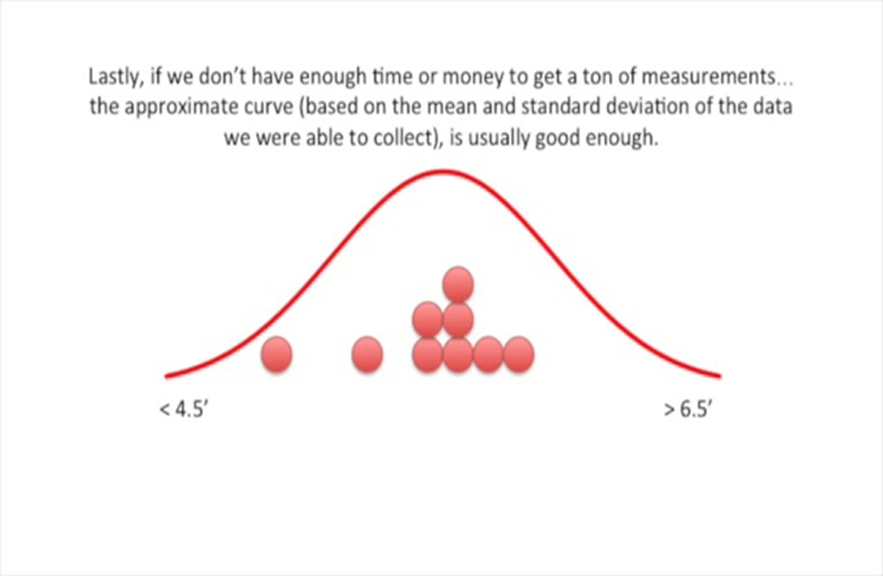 Lastly, if we don’t have enough time or money to get a ton of measurements…
the approximate curve (based on the mean and standard deviation of the data
we were able to collect), is usually good enough.
< 4.5’
> 6.5’